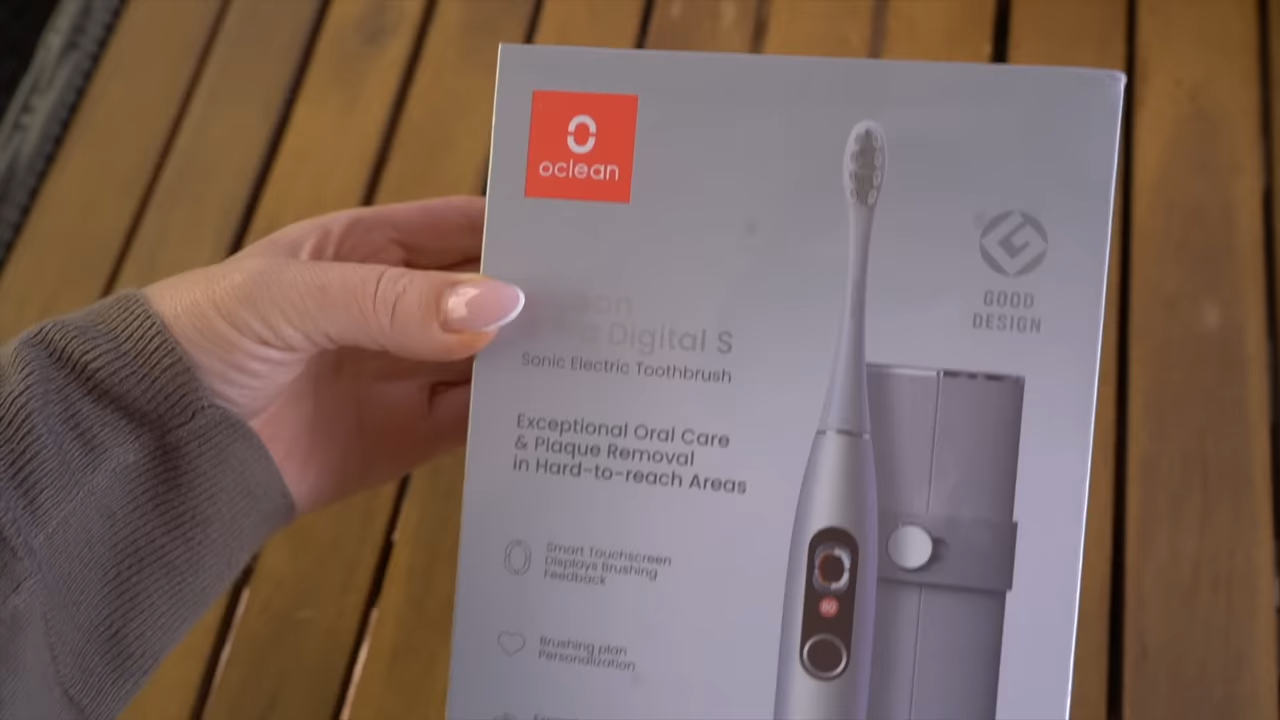 oclean
Digital S
Sonic Electric Toothbrush
Exceptional Oral Care
& Plaque Removal
in Hard-to-reach Areas
Smart Touchscreen
Displays Brushing
Feedback
Brushing plan
Personalization
GOOD
DESIGN